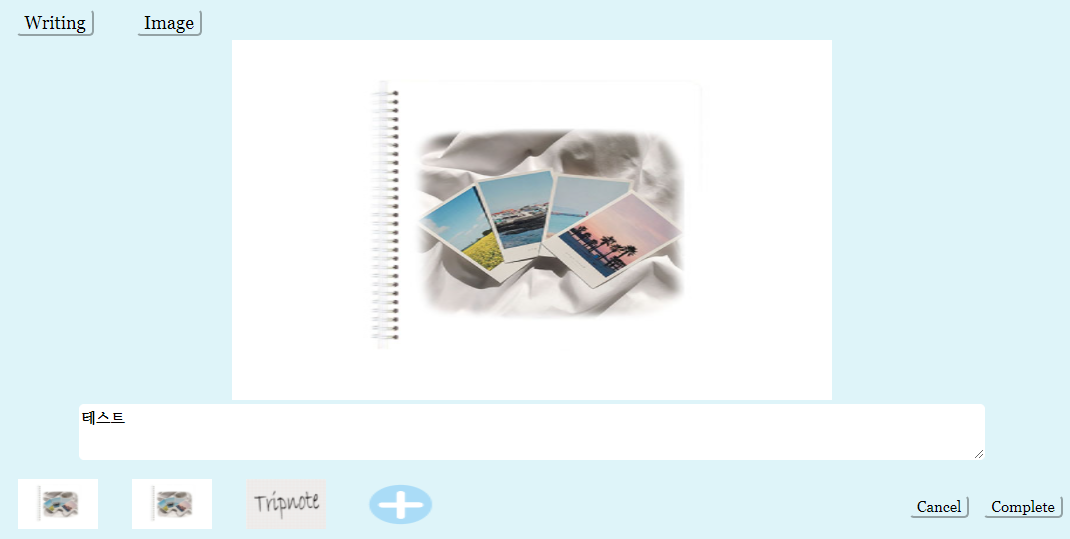 Writing
Image
테스트
Tripnote
Cancel
Complete